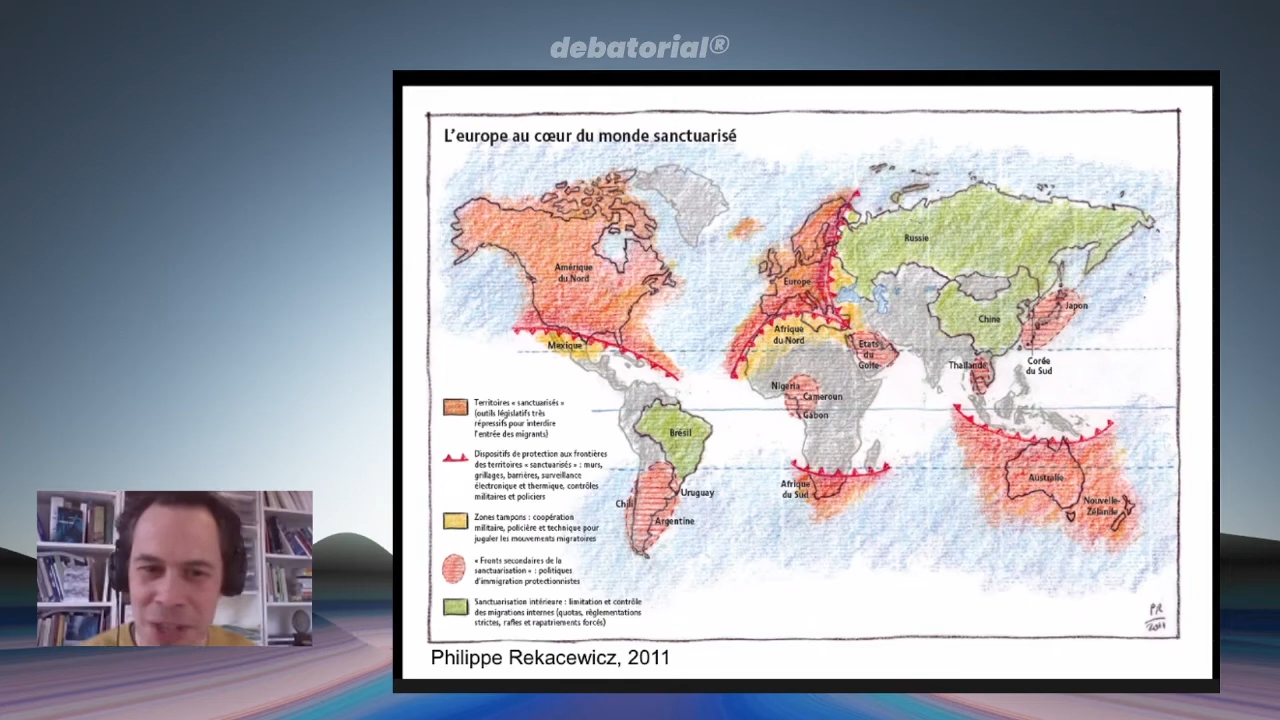 debatorial®
L'europe au cœur du monde sanctuarisé
Amérique
du Nord
Mexique
Europe
Russie
Afrique
du Nord
États
du
Golfe
Chine
Japon
Corée
du Sud
Thaïlande
Nigeria
Cameroun
Gabon
Brésil
Uruguay
Chili
Argentine
Afrique
du Sud
Australie
Nouvelle-
Zélande
Territoires « sanctuarisés »
(outils législatifs très
répressifs pour interdire
l'entrée des migrants)
Dispositifs de protection aux frontières
des territoires « sanctuarisés » : murs,
grillages, barrières, surveillance
électronique et thermique, contrôles
militaires et policiers
Zones tampons : coopération
militaire, policière et technique pour
juguler les mouvements migratoires
« Fronts secondaires de la
sanctuarisation » : politiques
d'immigration protectionnistes
Sanctuarisation intérieure : limitation et contrôle
des migrations internes (quotas, règlementations
strictes, rafles et rapatriements forcés)
PR
2011
Philippe Rekacewicz, 2011